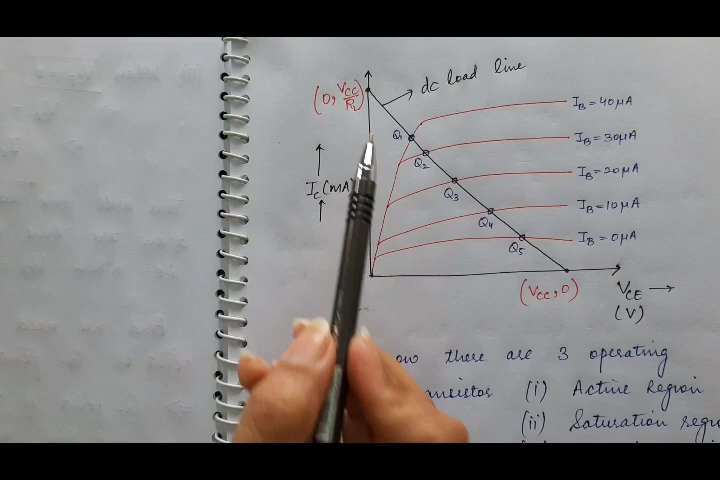 dc load line
(0, VCC/RL)
IB = 40μA
Q1
IB = 30μA
Q2
IB = 20μA
Q3
IC (mA)
IB = 10μA
Q4
IB = 0μA
Q5
(VCC, 0)
VCE →
(V)
there are 3 operating
(i) Active Region
(ii) Saturation